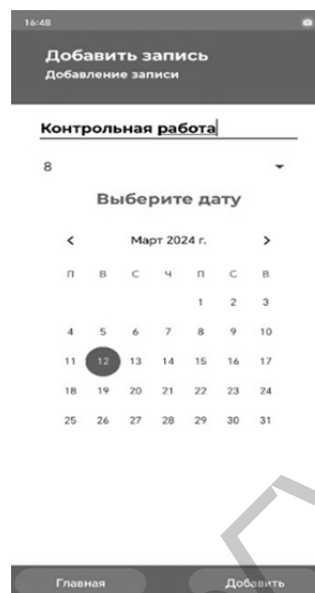 16:48
Добавить запись
Добавление записи
Контрольная работа
8
Выберите дату
Март 2024 г.
П В С Ч П С В
1 2 3
4 5 6 7 8 9 10
11 12 13 14 15 16 17
18 19 20 21 22 23 24
25 26 27 28 29 30 31
Главная Добавить